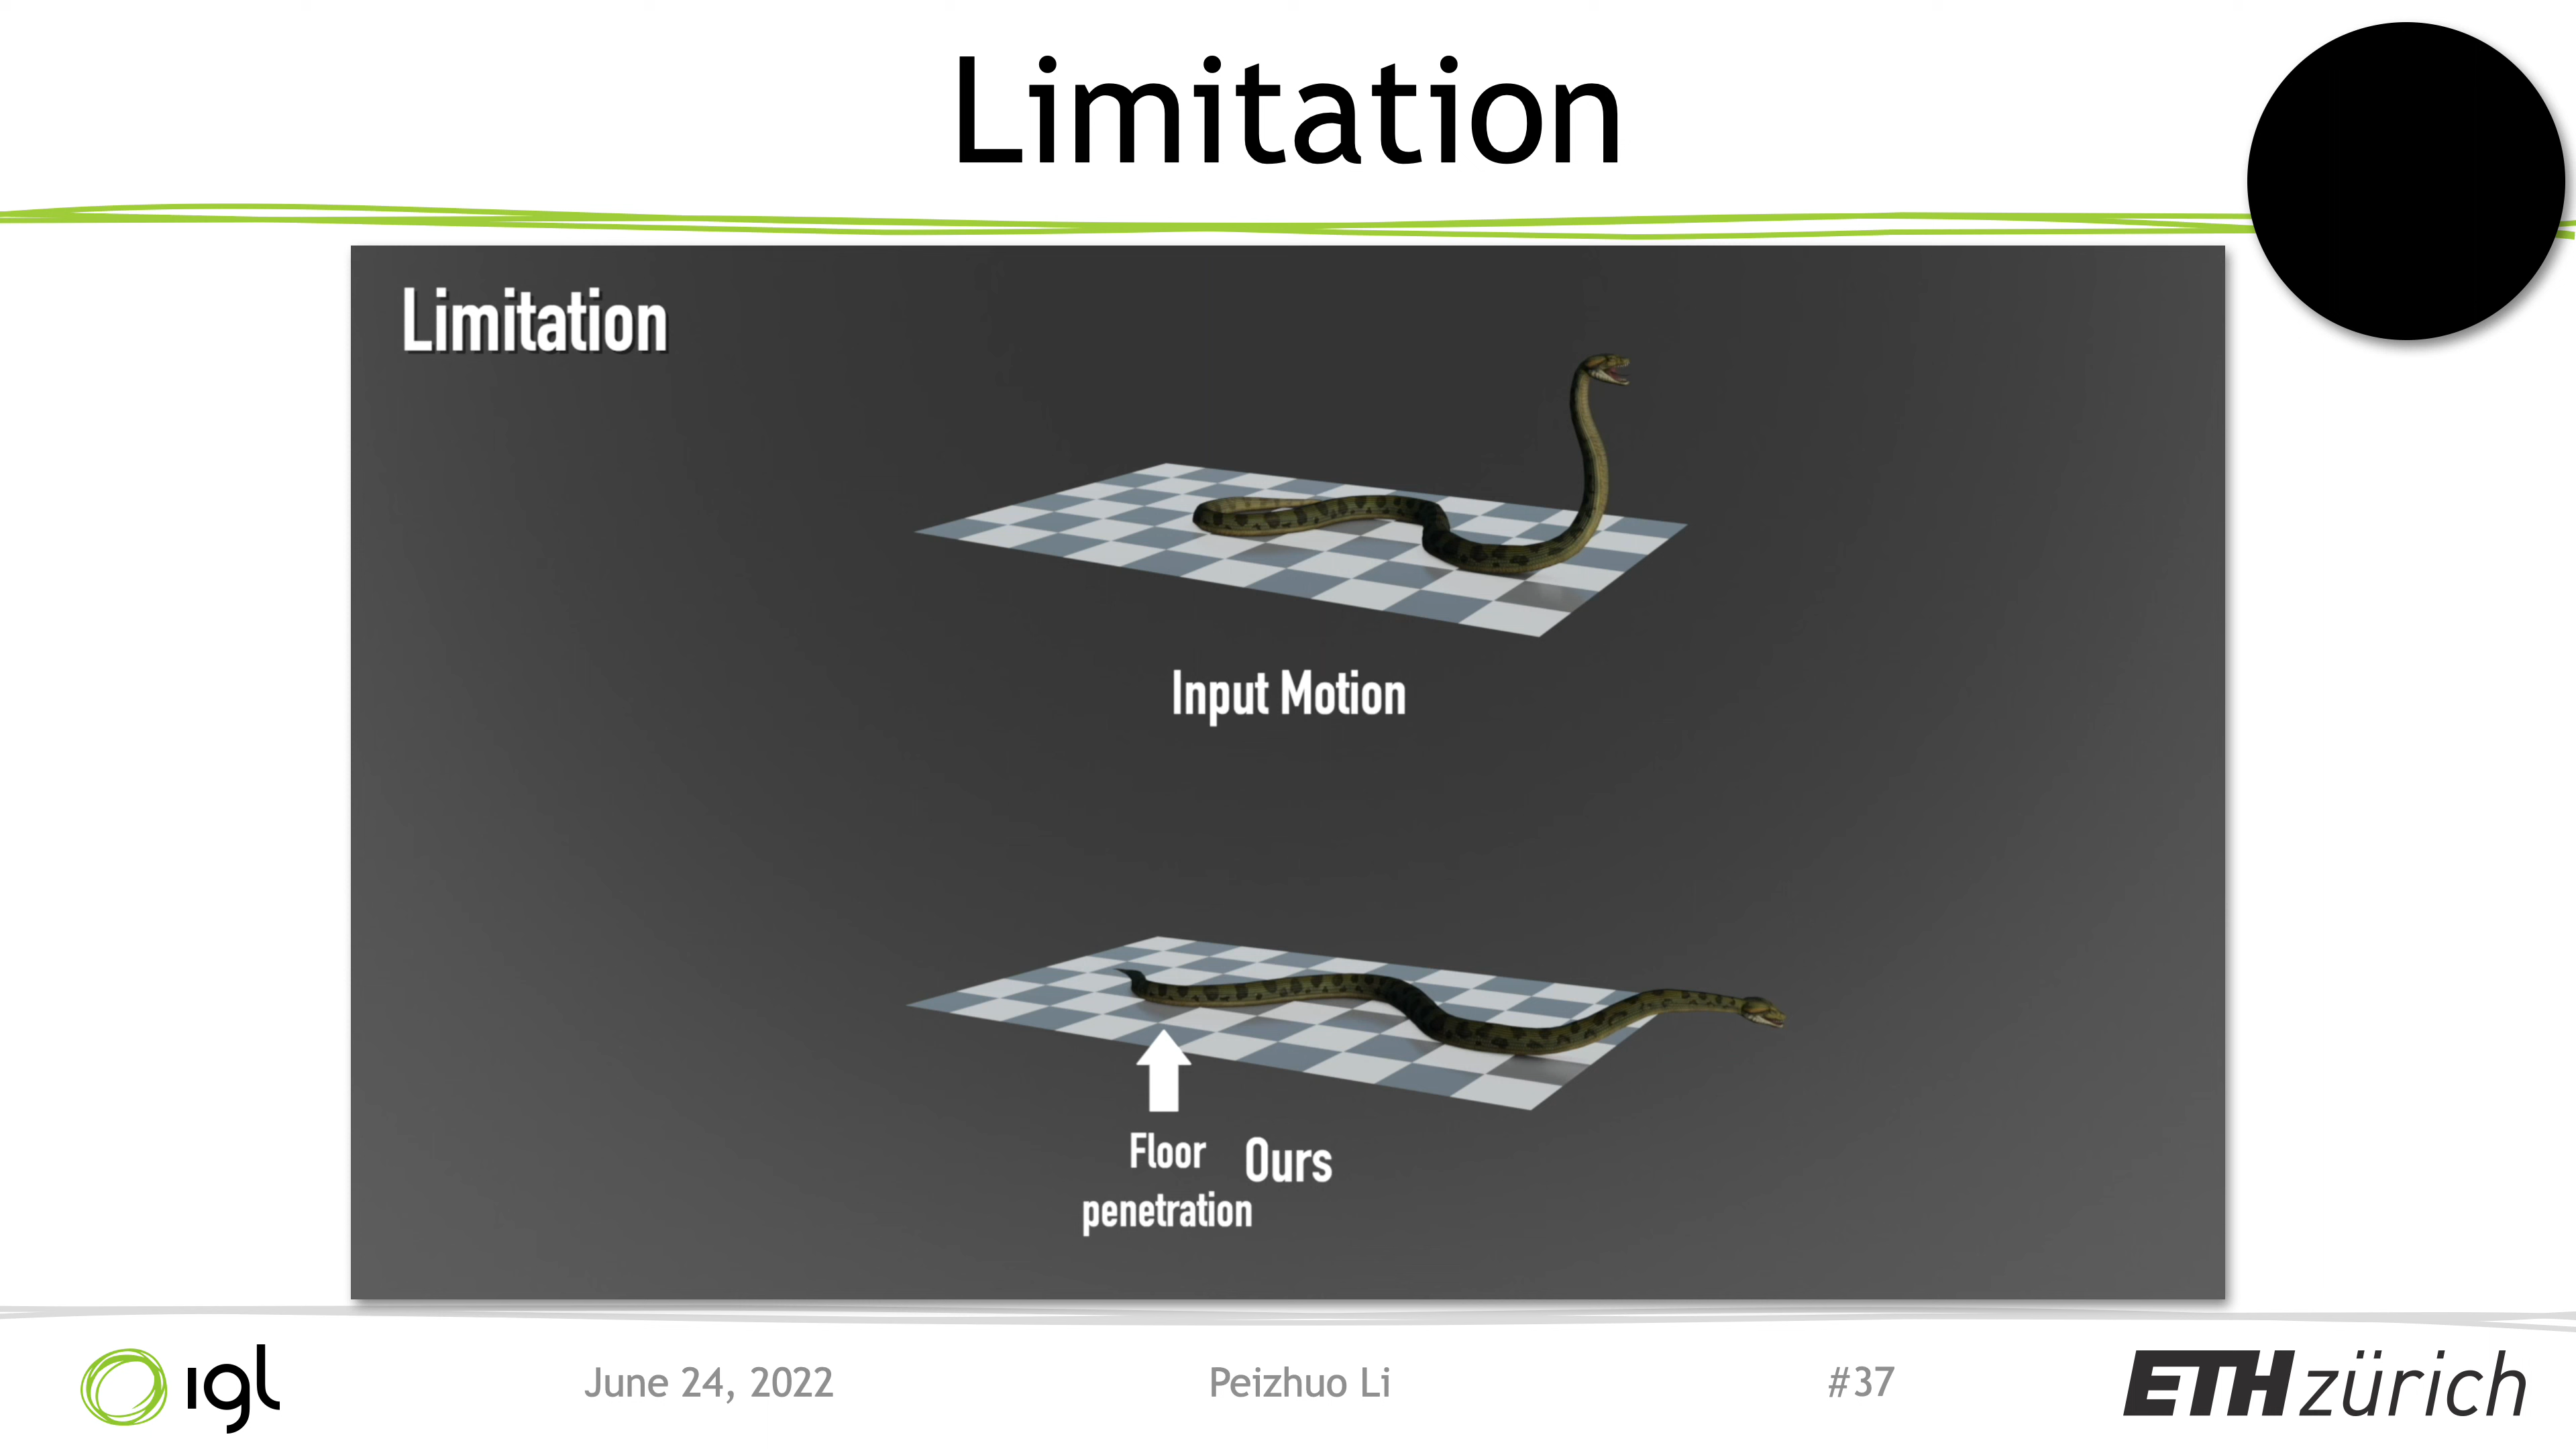 Limitation
Limitation
Input Motion
Floor
penetration
Ours
igl
June 24, 2022
Peizhuo Li
#37
ETH zürich